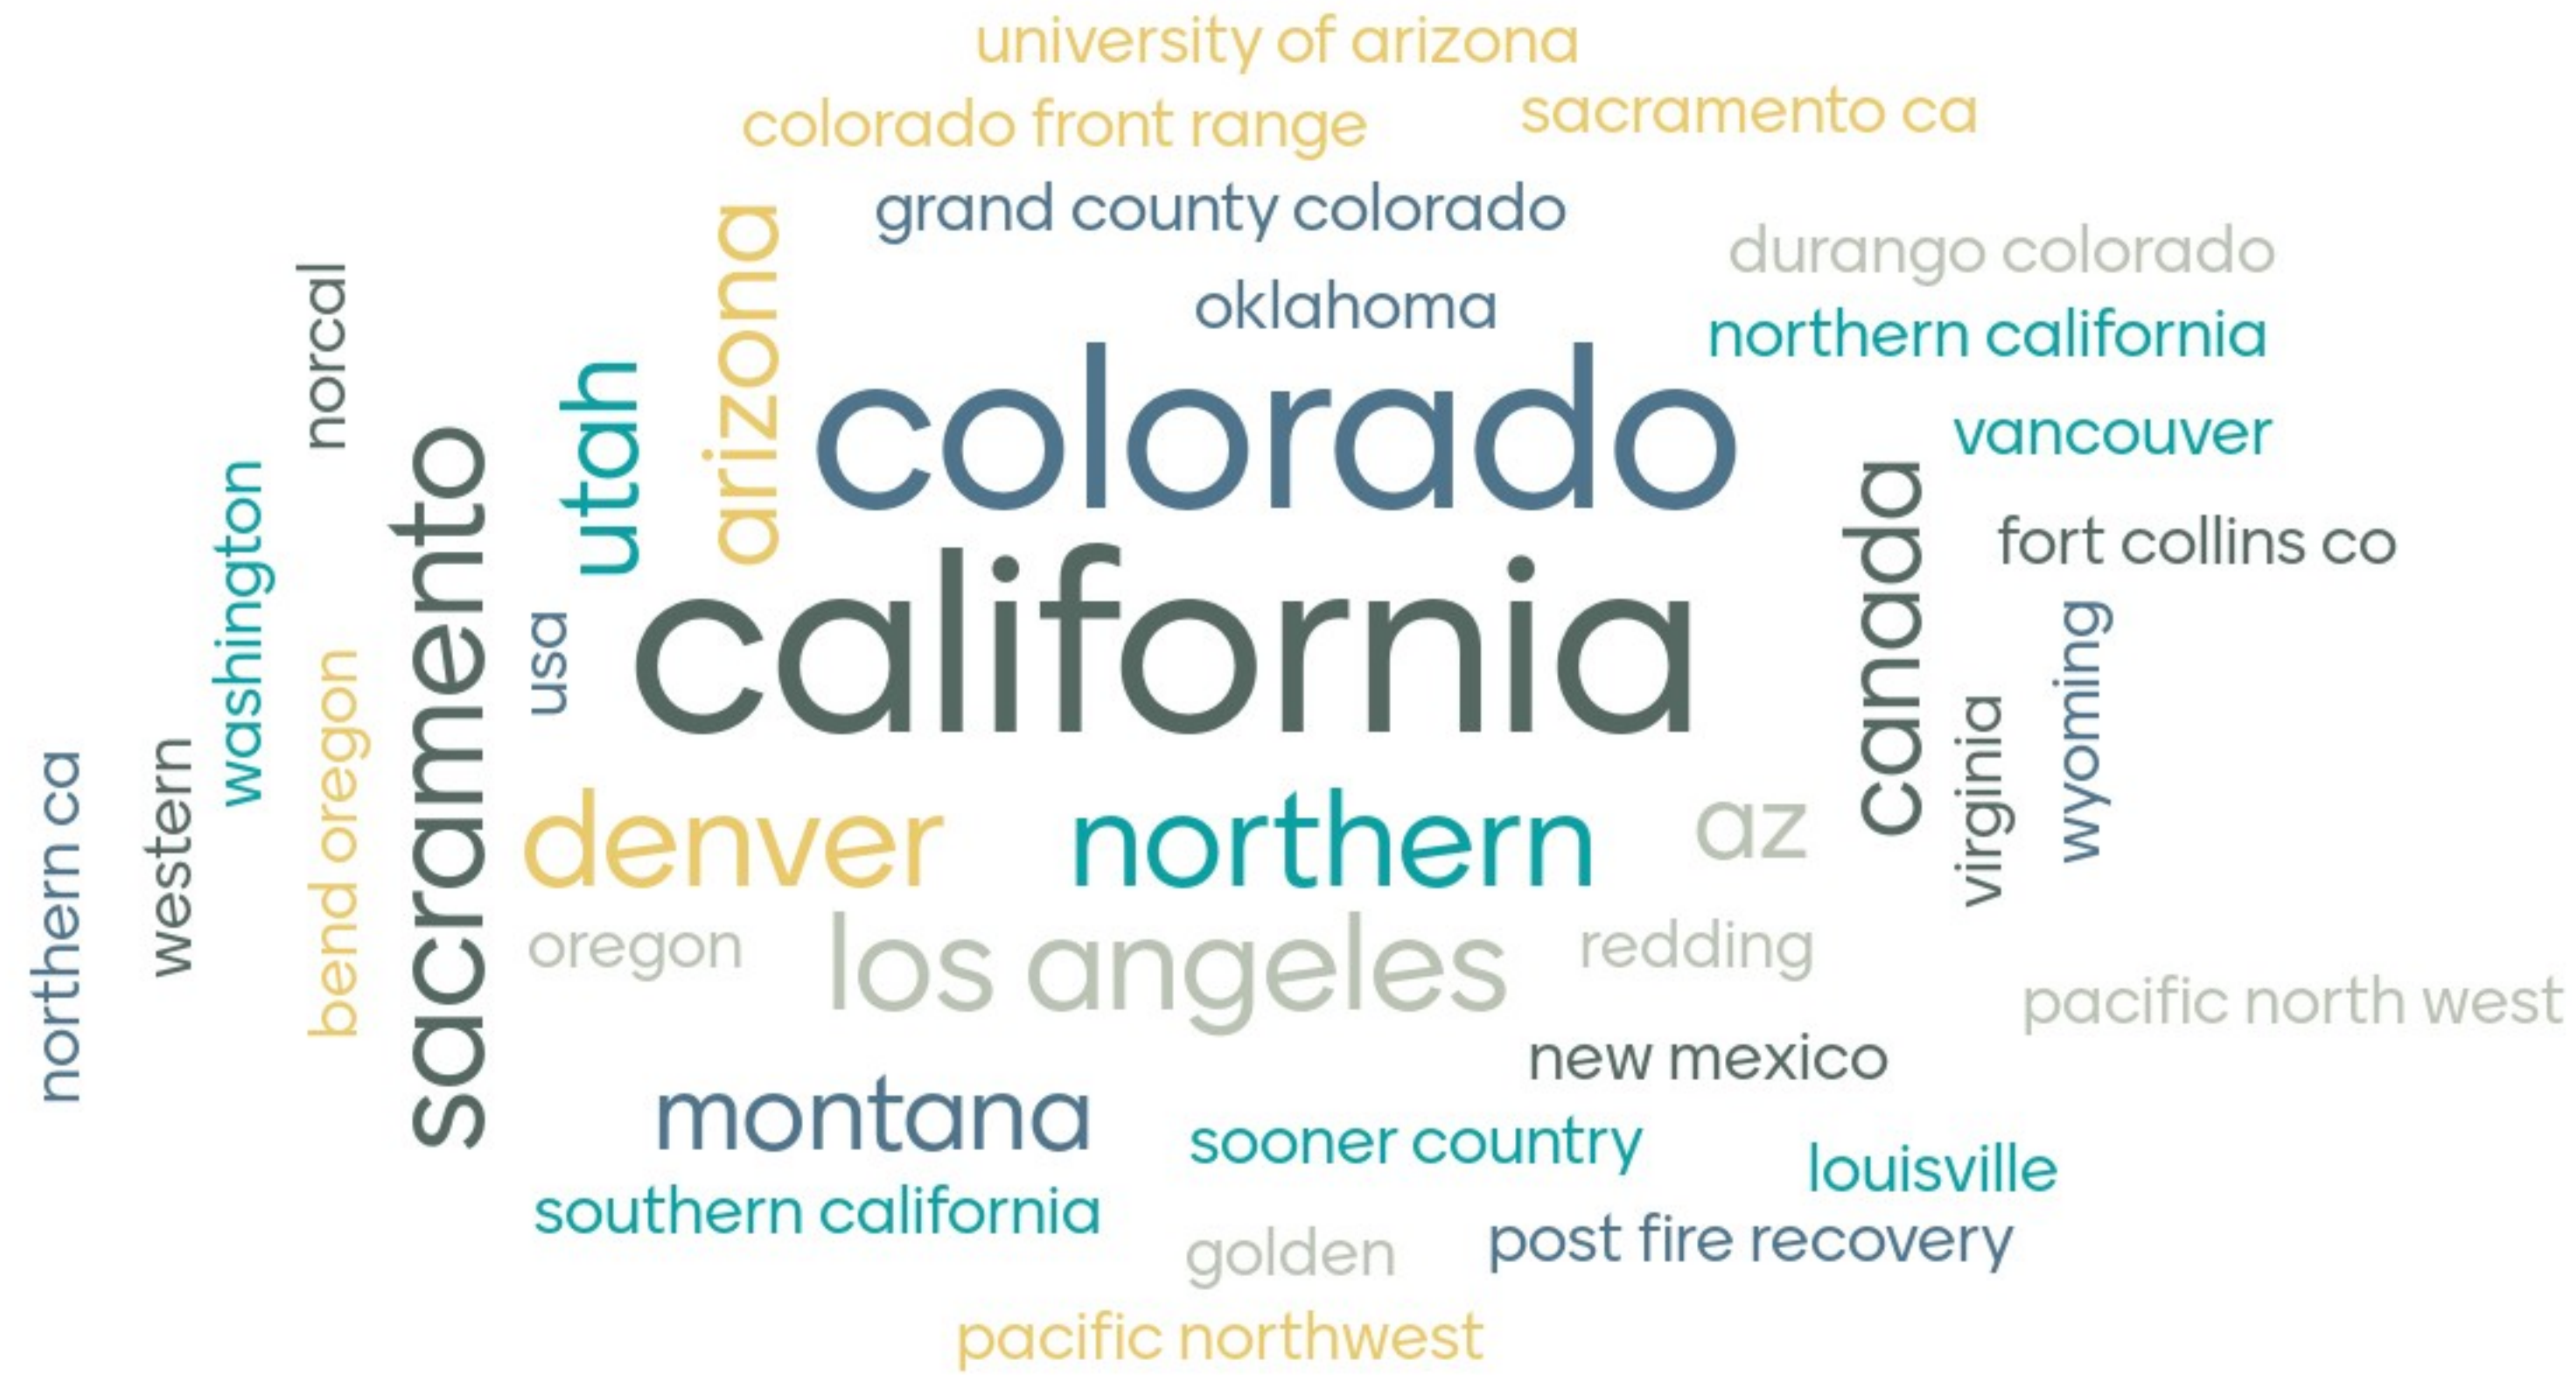 university of arizona
colorado front range
sacramento ca
grand county colorado
durango colorado
oklahoma
northern california
norcal
arizona
utah
colorado
vancouver
washington
sacramento
canada
fort collins co
usa
california
wyoming
virginia
bend oregon
northern ca
western
denver
northern
az
oregon
los angeles
redding
pacific north west
new mexico
montana
sooner country
louisville
southern california
golden
post fire recovery
pacific northwest